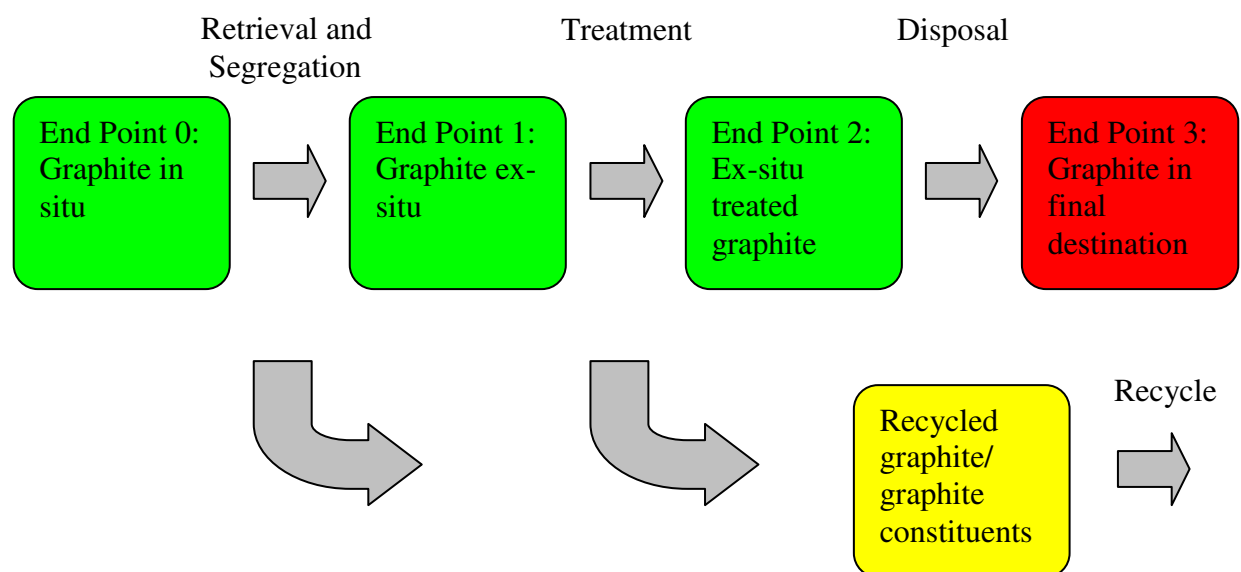 Retrieval and
Segregation
Treatment
Disposal
End Point 0:
Graphite in
situ
End Point 1:
Graphite ex-
situ
End Point 2:
Ex-situ
treated
graphite
End Point 3:
Graphite in
final
destination
Recycled
graphite/
graphite
constituents
Recycle